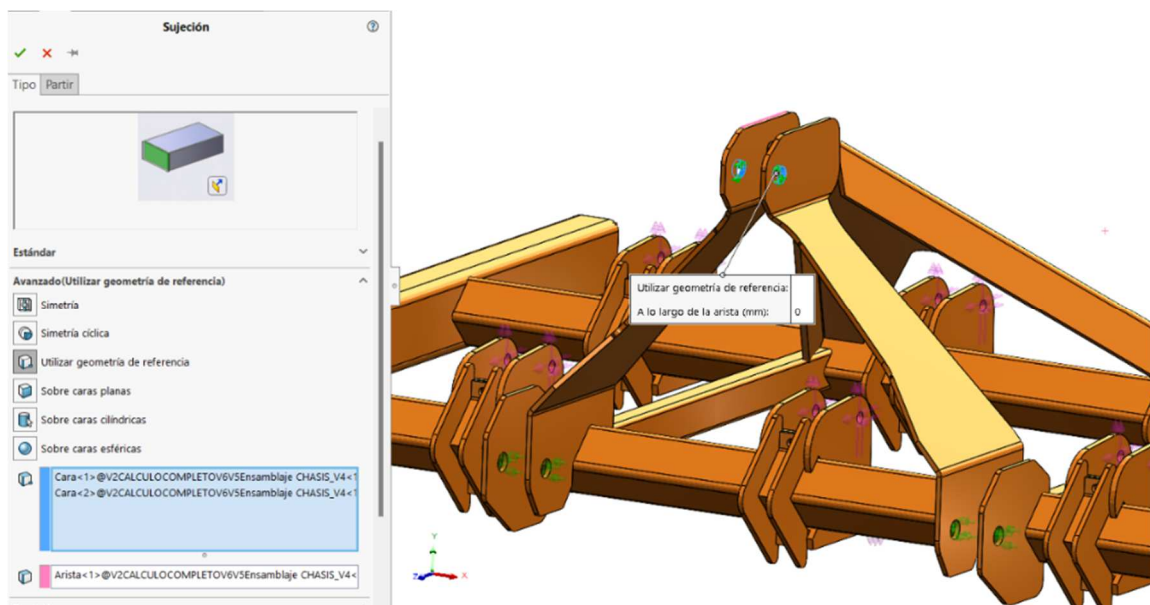 Sujeción
Tipo Partir
Estándar
Avanzado(Utilizar geometría de referencia)
Simetría
Simetría cíclica
Utilizar geometría de referencia
Sobre caras planas
Sobre caras cilíndricas
Sobre caras esféricas
Cara<1>@V2CALCULOCOMPLETOV6V5Ensamblaje CHASIS_V4<1
Cara<2>@V2CALCULOCOMPLETOV6V5Ensamblaje CHASIS_V4<1
Arista<1>@V2CALCULOCOMPLETOV6V5Ensamblaje CHASIS_V4<
Utilizar geometría de referencia:
A lo largo de la arista (mm): 0
Y
Z X